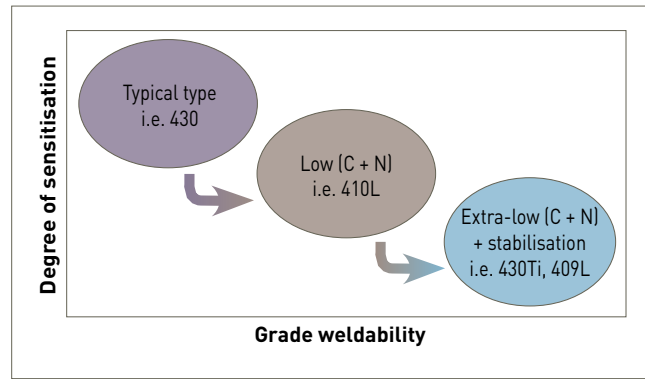 Degree of sensitisation
Typical type
i.e. 430
Low (C + N)
i.e. 410L
Extra-low (C + N)
+ stabilisation
i.e. 430Ti, 409L
Grade weldability